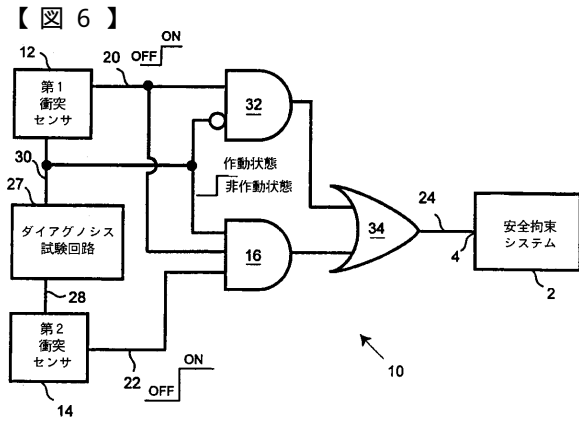 【図６】
12
20
OFF
ON
第1
衝突
センサ
32
30
27
作動状態
非作動状態
ダイアグノシス
試験回路
16
34
24
4
安全拘束
システム
2
28
第2
衝突
センサ
14
22
OFF
ON
10